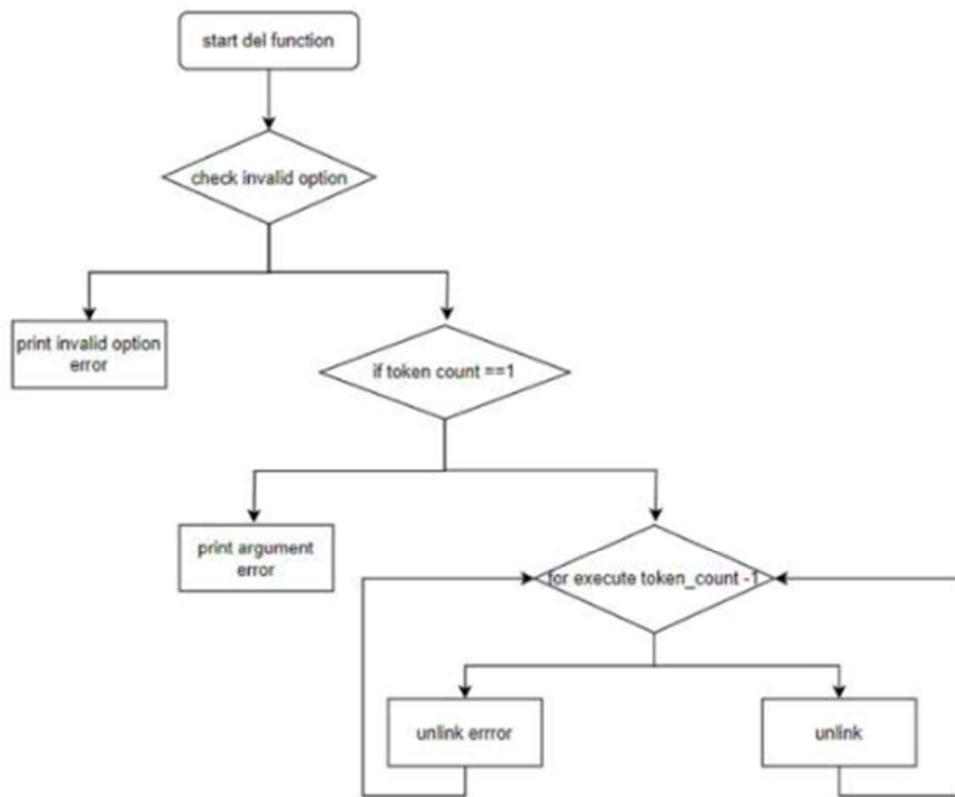 start del function
check invalid option
print invalid option
error
if token count ==1
print argument
error
for execute token_count -1
unlink errror
unlink